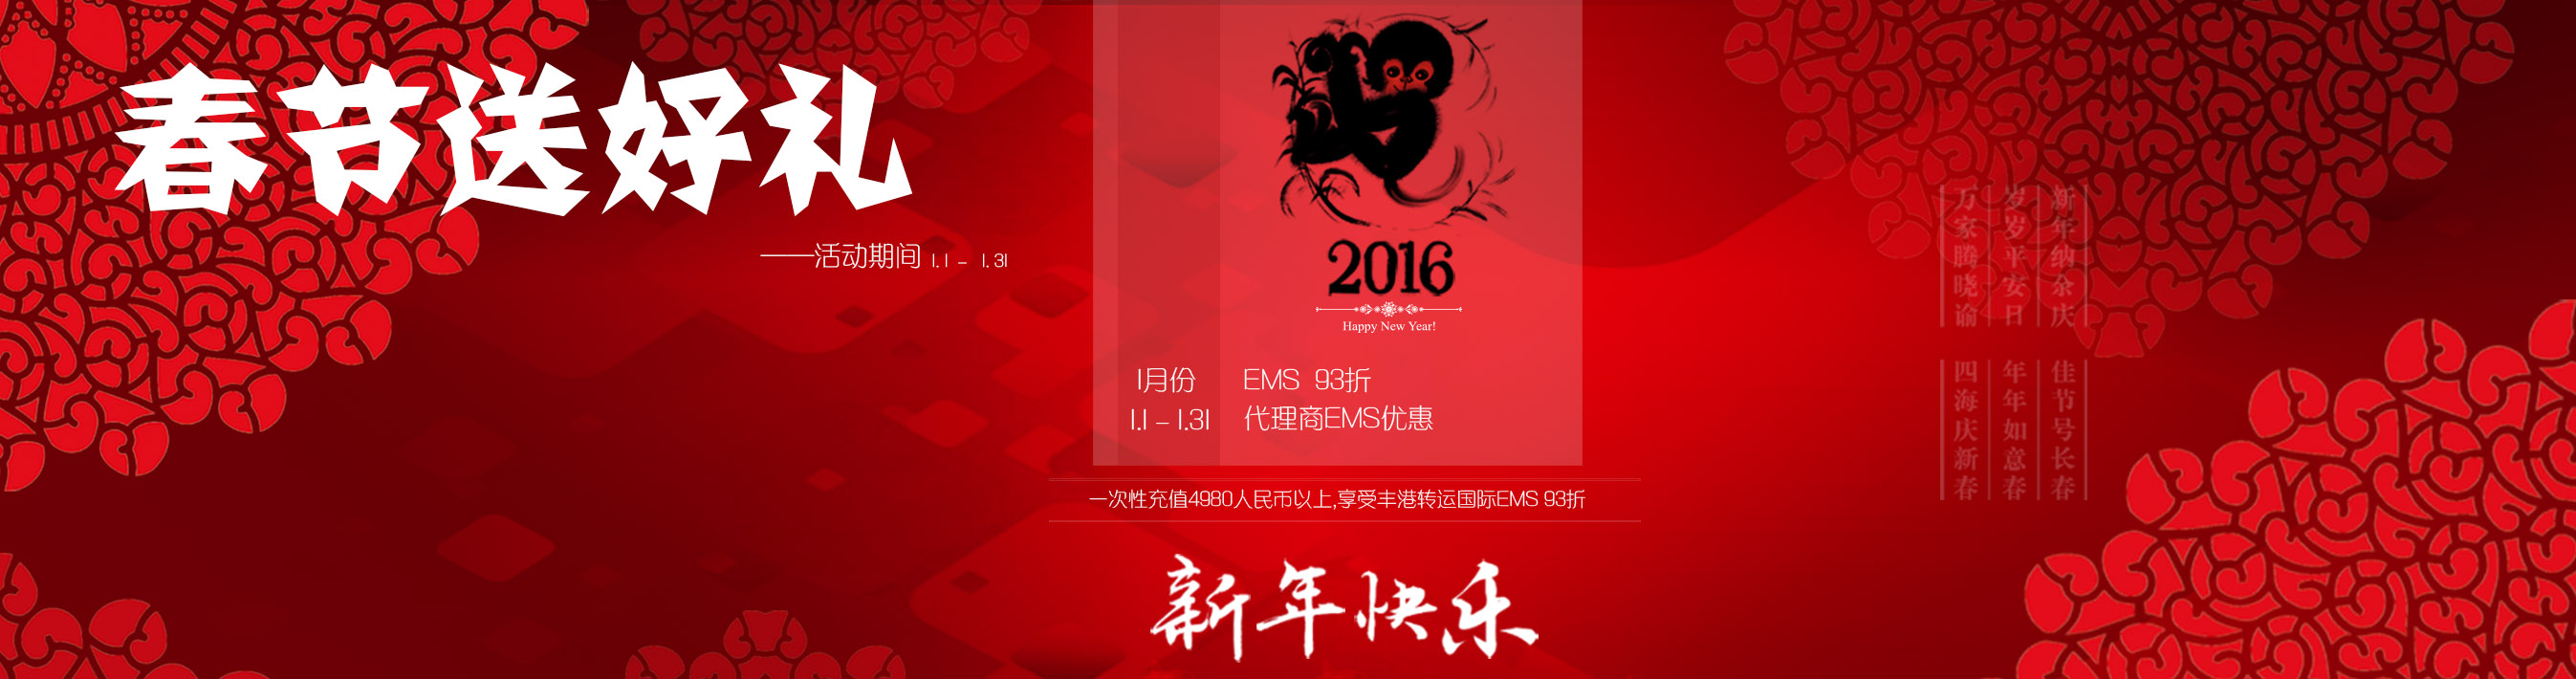 春节送好礼
——活动期间 1.1 - 1.31
2016
Happy New Year!
1月份 EMS 93折
1.1 - 1.31 代理商EMS优惠
一次性充值4980人民币以上,享受丰港转运国际EMS 93折
新年快乐
新年纳余庆
岁岁平安日
万家腾晓谕
佳节号长春
年年如意春
四海庆新春